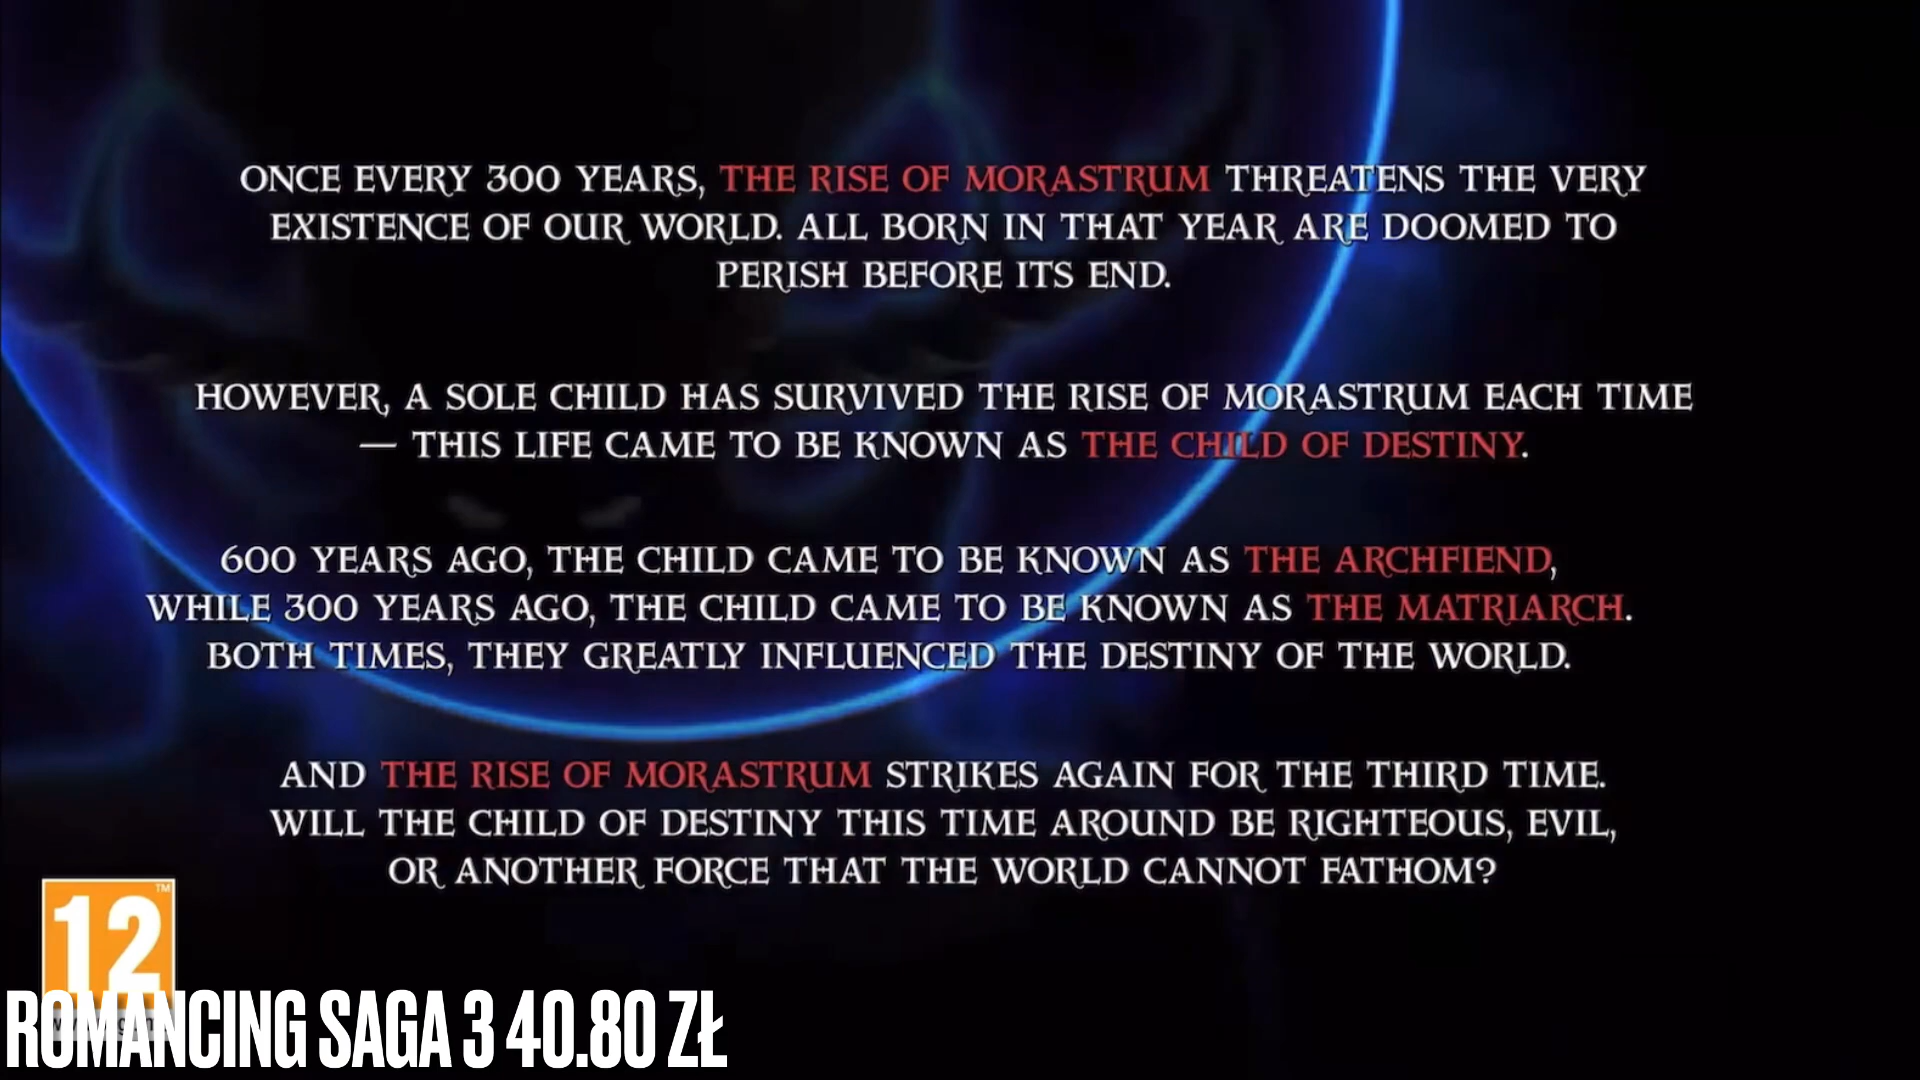 ONCE EVERY 300 YEARS, THE RISE OF MORASTRUM THREATENS THE VERY
EXISTENCE OF OUR WORLD. ALL BORN IN THAT YEAR ARE DOOMED TO
PERISH BEFORE ITS END.
HOWEVER, A SOLE CHILD HAS SURVIVED THE RISE OF MORASTRUM EACH TIME
— THIS LIFE CAME TO BE KNOWN AS THE CHILD OF DESTINY.
600 YEARS AGO, THE CHILD CAME TO BE KNOWN AS THE ARCHFIEND,
WHILE 300 YEARS AGO, THE CHILD CAME TO BE KNOWN AS THE MATRIARCH.
BOTH TIMES, THEY GREATLY INFLUENCED THE DESTINY OF THE WORLD.
AND THE RISE OF MORASTRUM STRIKES AGAIN FOR THE THIRD TIME.
WILL THE CHILD OF DESTINY THIS TIME AROUND BE RIGHTEOUS, EVIL,
OR ANOTHER FORCE THAT THE WORLD CANNOT FATHOM?
12™
ROMANCING SAGA 3 40.80 ZŁ